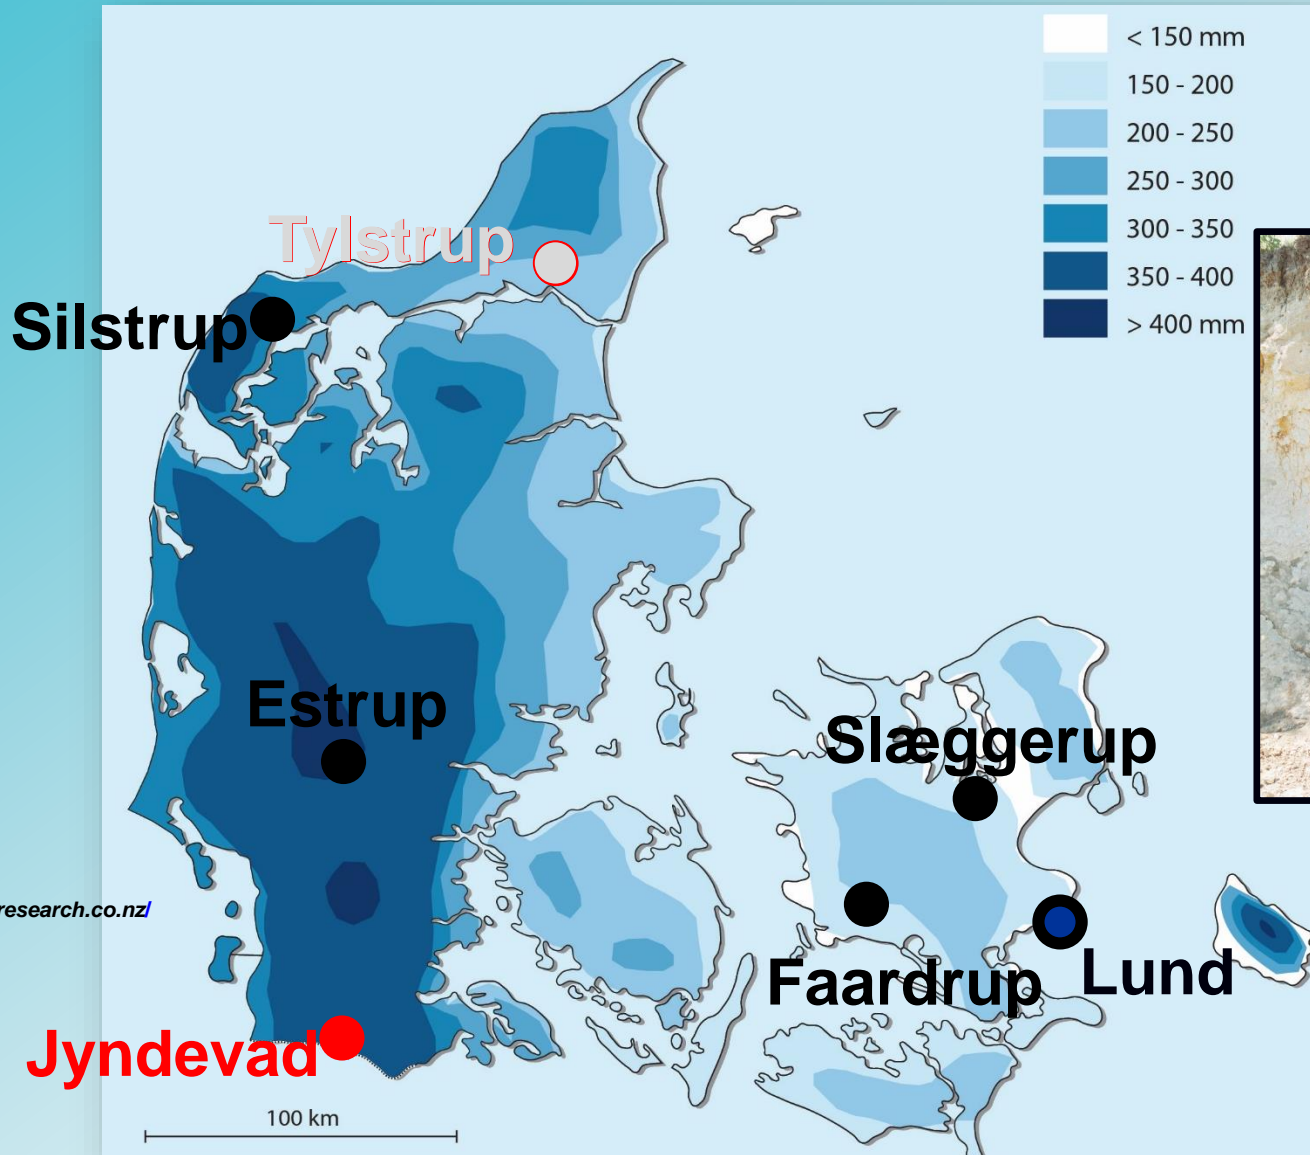 < 150 mm
150 - 200
200 - 250
250 - 300
300 - 350
350 - 400
> 400 mm
Tylstrup
Silstrup
Estrup
Slæggerup
research.co.nz/
Faardrup
Lund
Jyndevad
100 km